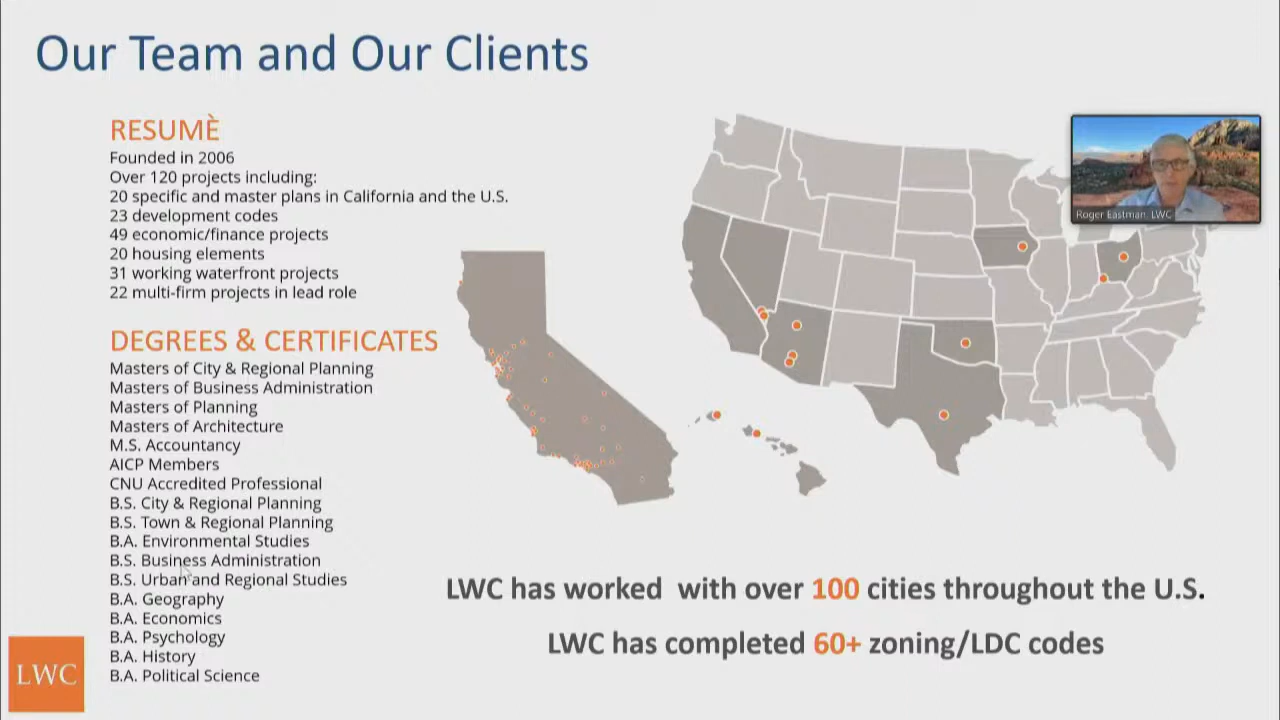 Our Team and Our Clients
RESUMÈ
Founded in 2006
Over 120 projects including:
20 specific and master plans in California and the U.S.
23 development codes
49 economic/finance projects
20 housing elements
31 working waterfront projects
22 multi-firm projects in lead role
DEGREES & CERTIFICATES
Masters of City & Regional Planning
Masters of Business Administration
Masters of Planning
Masters of Architecture
M.S. Accountancy
AICP Members
CNU Accredited Professional
B.S. City & Regional Planning
B.S. Town & Regional Planning
B.A. Environmental Studies
B.S. Business Administration
B.S. Urban and Regional Studies
B.A. Geography
B.A. Economics
B.A. Psychology
B.A. History
B.A. Political Science
Roger Eastman. LWC
LWC has worked with over 100 cities throughout the U.S.
LWC has completed 60+ zoning/LDC codes
LWC